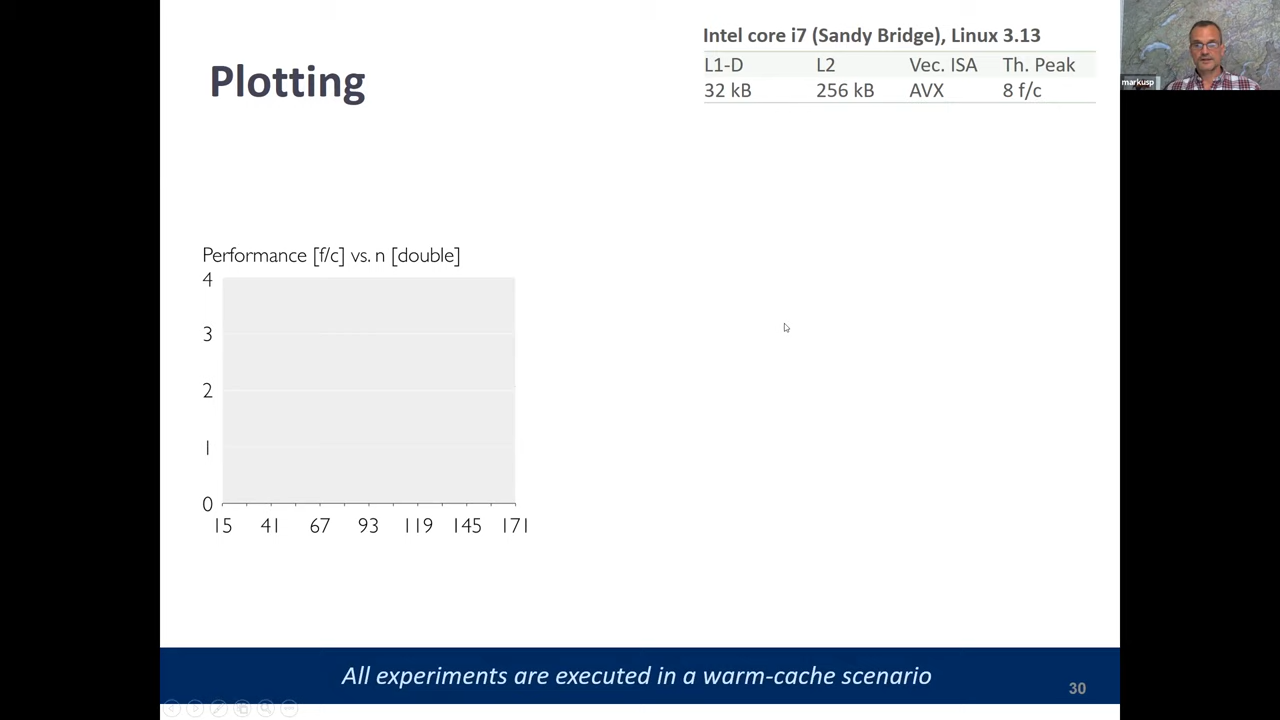 Plotting
Intel core i7 (Sandy Bridge), Linux 3.13
L1-D L2 Vec. ISA Th. Peak
32 kB 256 kB AVX 8 f/c
markusp
Performance [f/c] vs. n [double]
4
3
2
1
0
15 41 67 93 119 145 171
All experiments are executed in a warm-cache scenario
30